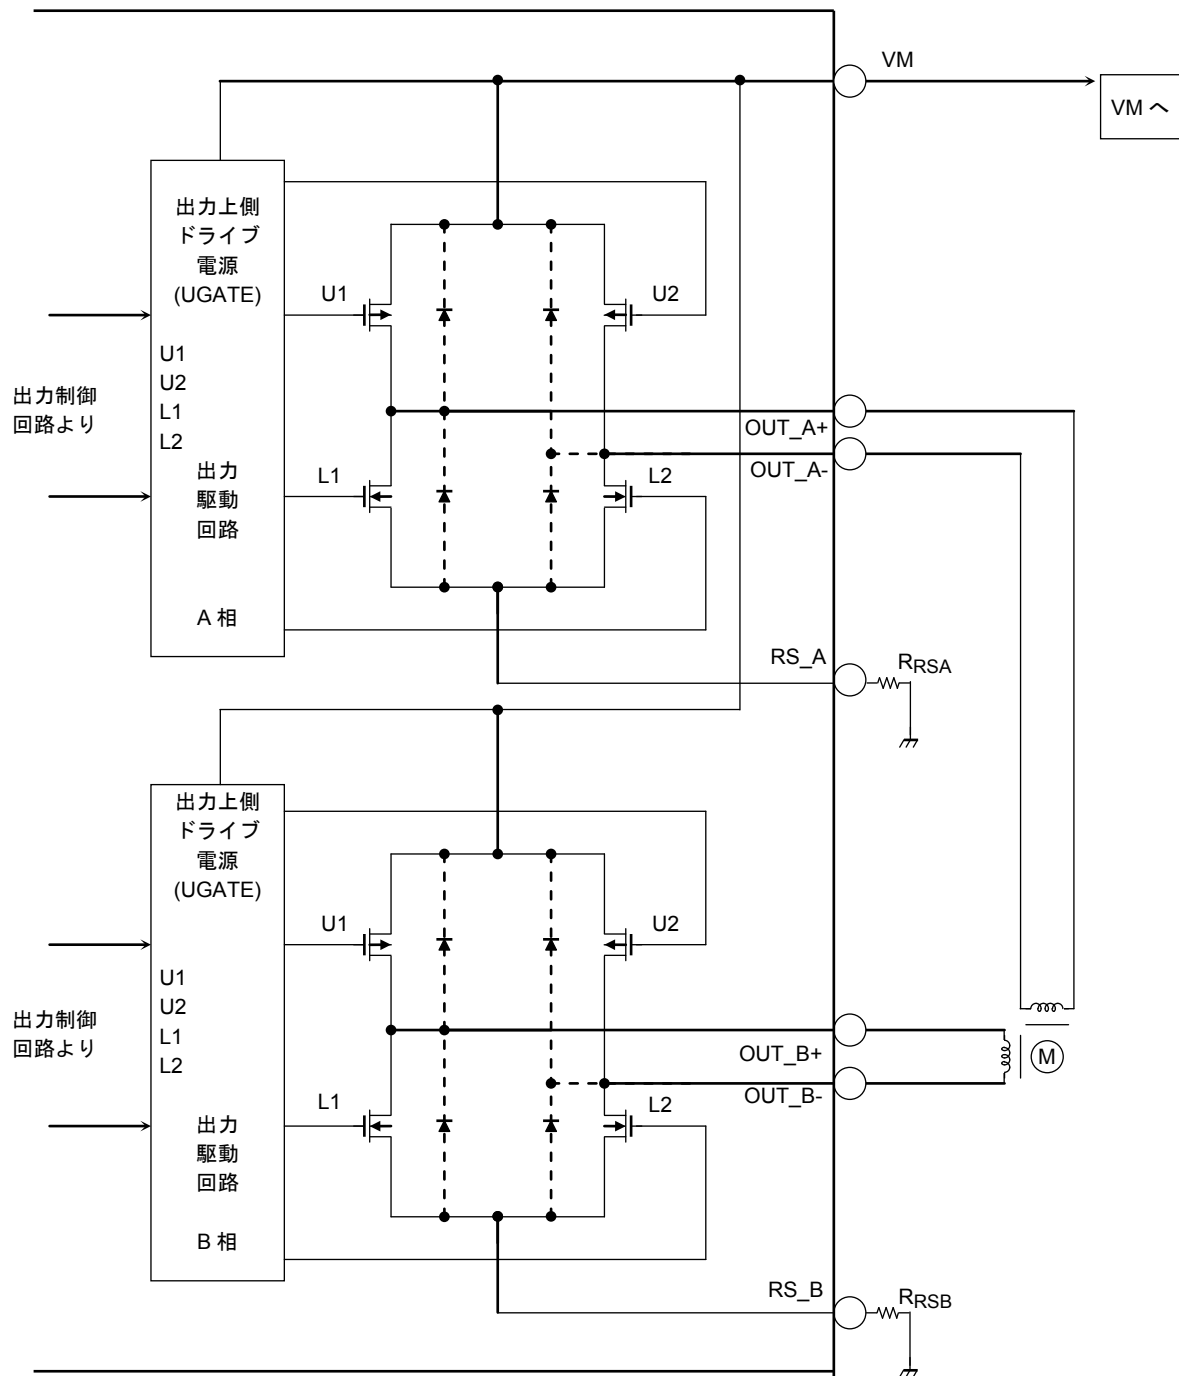 VM
VM へ
出力上側
ドライブ
電源
(UGATE)
U1
U2
U1
U2
L1
L2
出力制御
回路より
OUT_A+
OUT_A-
L1
L2
出力
駆動
回路
A 相
RS_A
RRSA
出力上側
ドライブ
電源
(UGATE)
U1
U2
U1
U2
L1
L2
出力制御
回路より
OUT_B+
M
OUT_B-
L1
L2
出力
駆動
回路
B 相
RS_B
RRSB